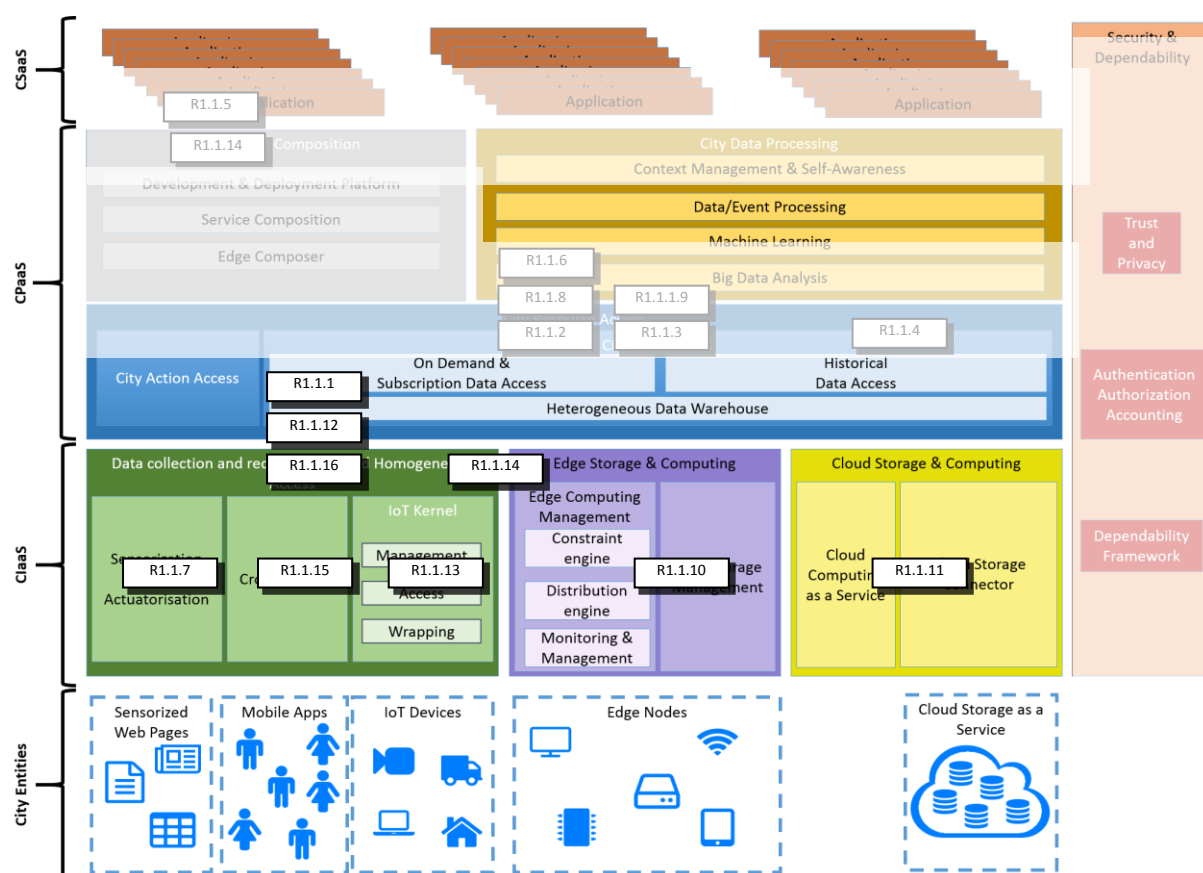 CSaaS
Application
Application
Application
Security &
Dependability
R1.1.5
CPaaS
R1.1.14
Composition
Development & Deployment Platform
Service Composition
Edge Composer
City Data Processing
Context Management & Self-Awareness
Data/Event Processing
Machine Learning
Big Data Analysis
R1.1.6
R1.1.8
R1.1.1.9
R1.1.2
R1.1.3
R1.1.4
Trust
and
Privacy
City Action Access
On Demand &
Subscription Data Access
Historical
Data Access
Heterogeneous Data Warehouse
R1.1.1
R1.1.12
R1.1.16
R1.1.14
Authentication
Authorization
Accounting
CIaaS
Data collection and
Access
Actuatorisation
IoT Kernel
Management
Access
Wrapping
R1.1.7
R1.1.15
R1.1.13
Edge Storage & Computing
Edge Computing
Management
Constraint
engine
Distribution
engine
Monitoring &
Management
Management
R1.1.10
Cloud Storage & Computing
Cloud
Computing
as a Service
Storage
R1.1.11
Dependability
Framework
City Entities
Sensorized
Web Pages
Mobile Apps
IoT Devices
Edge Nodes
Cloud Storage as a
Service